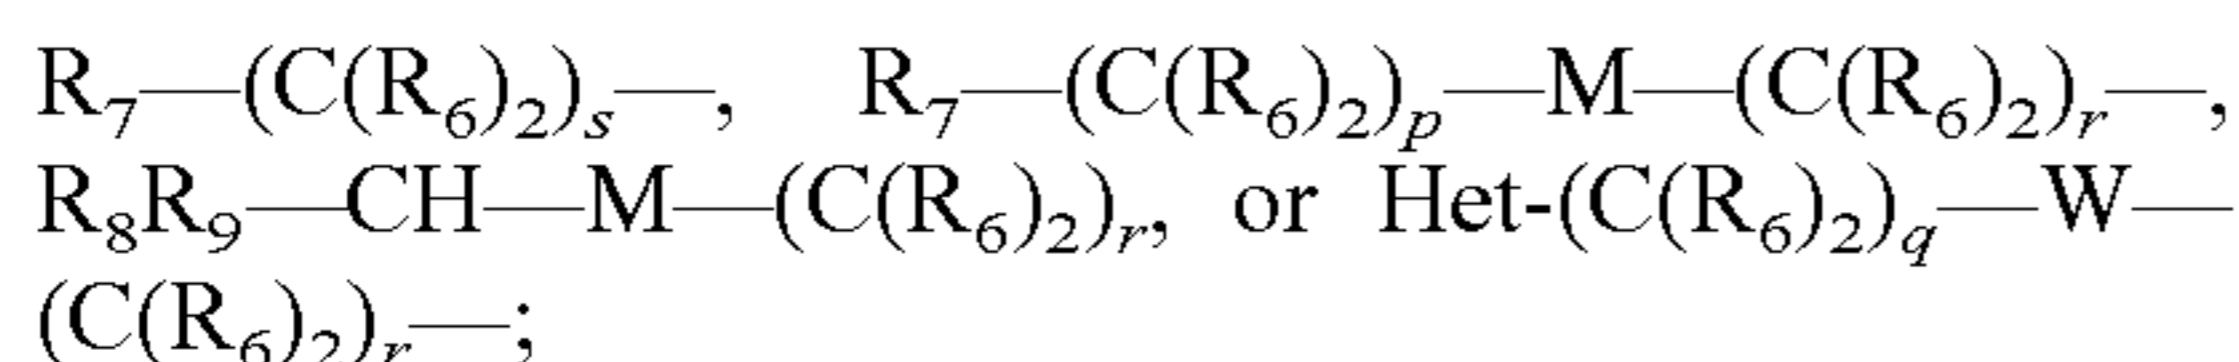 R₇—(C(R₆)₂)ₛ—, R₇—(C(R₆)₂)ₚ—M—(C(R₆)₂)ᵣ—,
R₈R₉—CH—M—(C(R₆)₂)ᵣ, or Het-(C(R₆)₂)q—W—
(C(R₆)₂)ᵣ—;